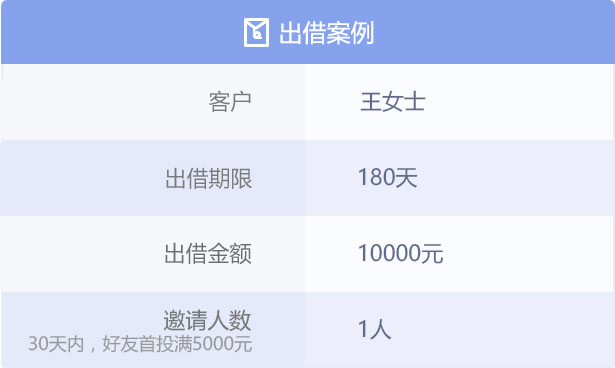 出借案例
客户 王女士
出借期限 180天
出借金额 10000元
邀请人数
30天内，好友首投满5000元 1人